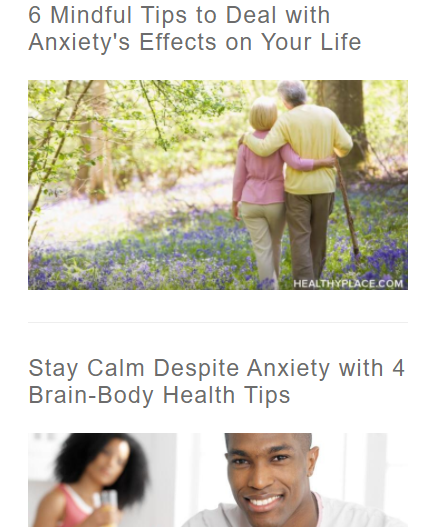 6 Mindful Tips to Deal with
Anxiety's Effects on Your Life
HEALTHYPLACE.COM
Stay Calm Despite Anxiety with 4
Brain-Body Health Tips